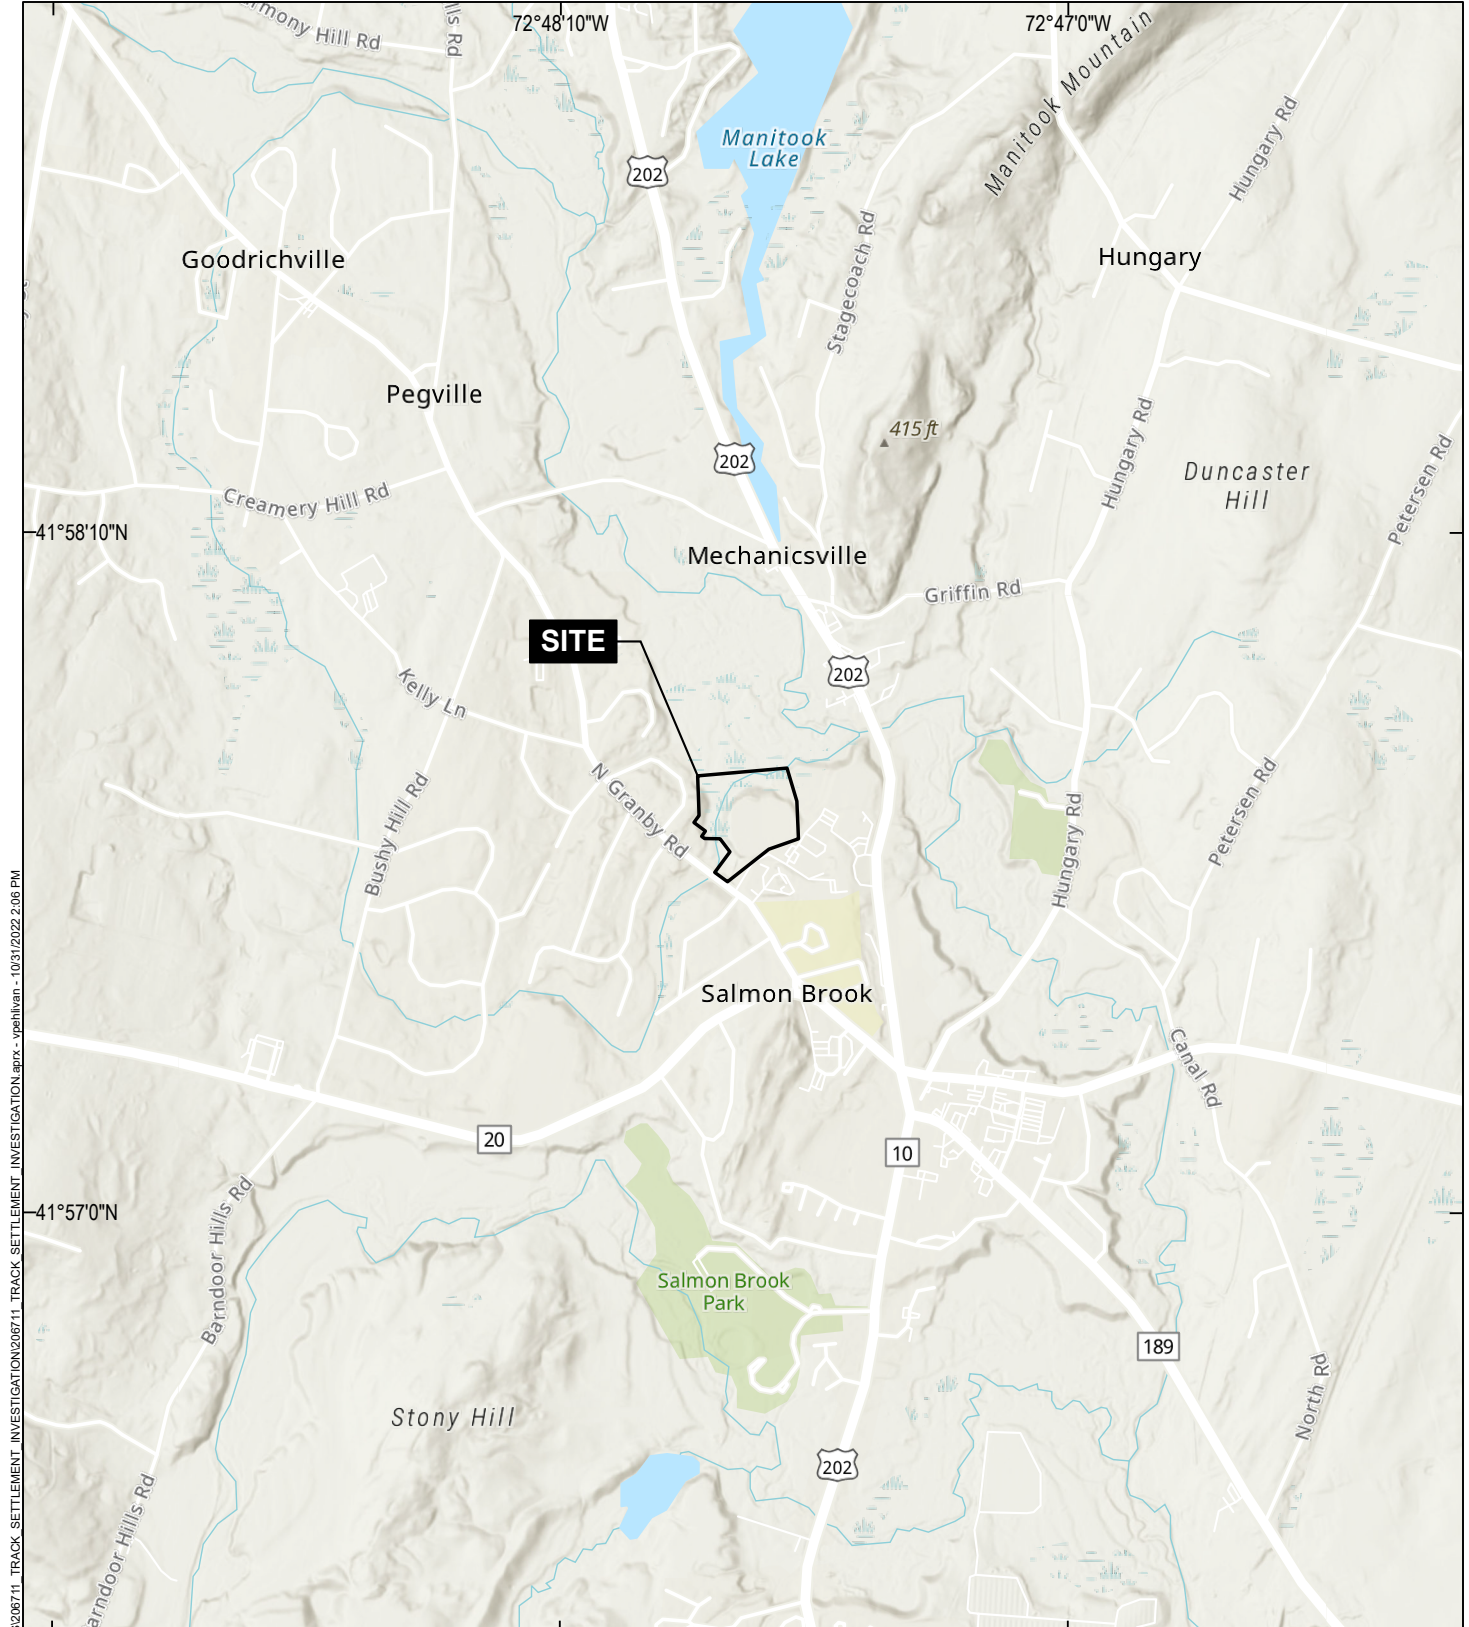 72°48'10"W
72°47'0"W
Hill Rd
Manitook Mountain
Hungary Rd
Manitook
Lake
202
Stagecoach Rd
Goodrichville
Hungary
Pegville
415 ft
202
Hungary Rd
Duncaster
Hill
Petersen Rd
Creamery Hill Rd
41°58'10"N
Mechanicsville
Griffin Rd
SITE
202
Kelly Ln
N Granby Rd
Bushy Hill Rd
Hungary Rd
Petersen Rd
Salmon Brook
Canal Rd
20
10
Barndoor Hills Rd
41°57'0"N
Salmon Brook
Park
189
North Rd
Stony Hill
202
Barndoor Hills Rd
206711_TRACK_SETTLEMENT_INVESTIGATION\206711_TRACK_SETTLEMENT_INVESTIGATION.aprx - vpehlivan - 10/31/2022 2:06 PM